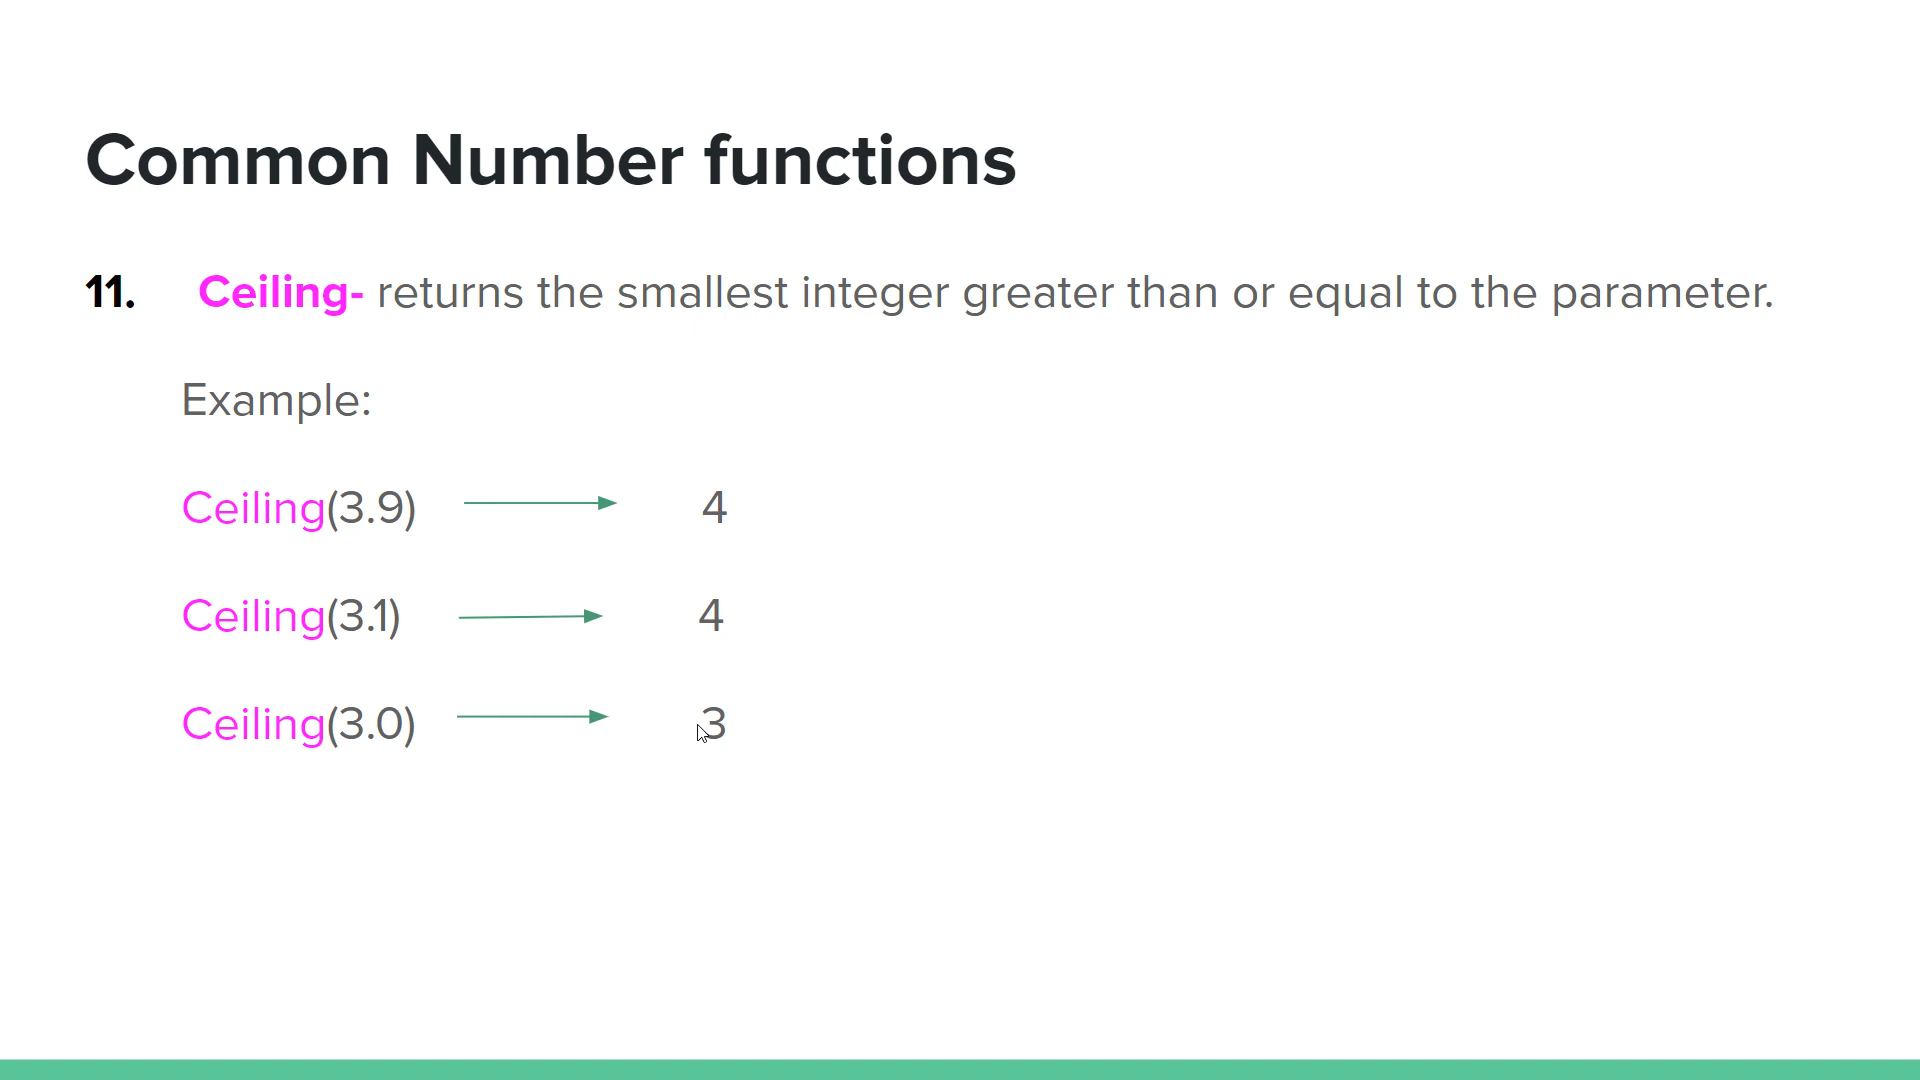 Common Number functions
11. Ceiling- returns the smallest integer greater than or equal to the parameter.
Example:
Ceiling(3.9) 4
Ceiling(3.1) 4
Ceiling(3.0) 3